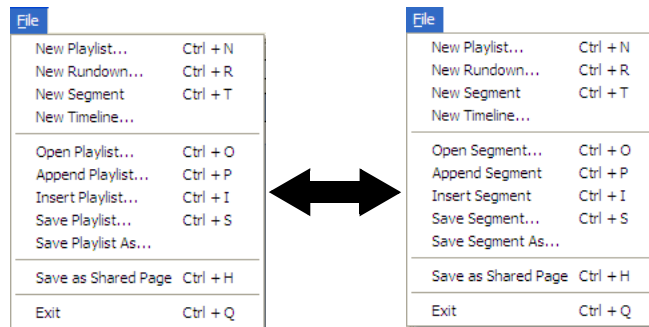 File
New Playlist... Ctrl + N
New Rundown... Ctrl + R
New Segment Ctrl + T
New Timeline...
Open Playlist... Ctrl + O
Append Playlist... Ctrl + P
Insert Playlist... Ctrl + I
Save Playlist... Ctrl + S
Save Playlist As...
Save as Shared Page Ctrl + H
Exit Ctrl + Q
File
New Playlist... Ctrl + N
New Rundown... Ctrl + R
New Segment Ctrl + T
New Timeline...
Open Segment... Ctrl + O
Append Segment Ctrl + P
Insert Segment Ctrl + I
Save Segment... Ctrl + S
Save Segment As...
Save as Shared Page Ctrl + H
Exit Ctrl + Q